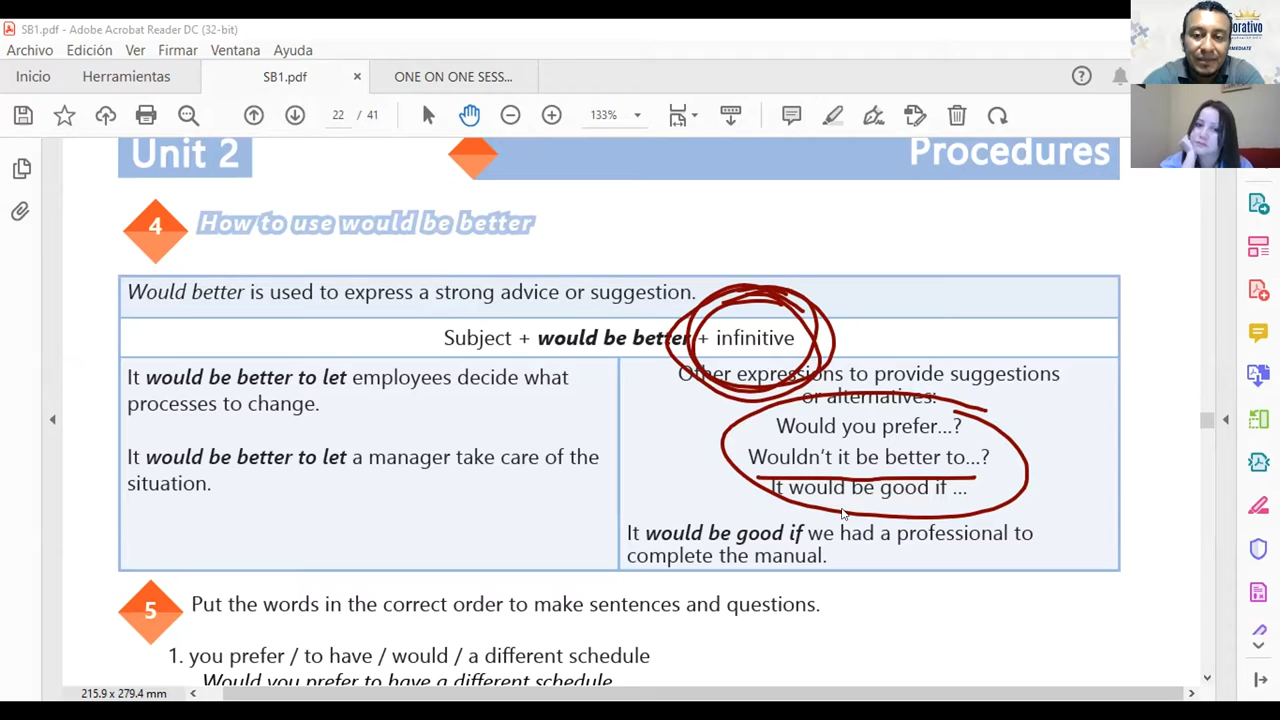 SB1.pdf - Adobe Acrobat Reader DC (32-bit)
Archivo Edición Ver Firmar Ventana Ayuda
Inicio Herramientas SB1.pdf × ONE ON ONE SESS...
22 / 41 133%
orativo
Unit 2 Procedures
4 How to use would be better
Would better is used to express a strong advice or suggestion.
Subject + would be better + infinitive
It would be better to let employees decide what
processes to change.
It would be better to let a manager take care of the
situation.
Other expressions to provide suggestions
or alternatives:
Would you prefer...?
Wouldn't it be better to...?
It would be good if ...
It would be good if we had a professional to
complete the manual.
5 Put the words in the correct order to make sentences and questions.
1. you prefer / to have / would / a different schedule
Would you prefer to have a different schedule
215.9 x 279.4 mm